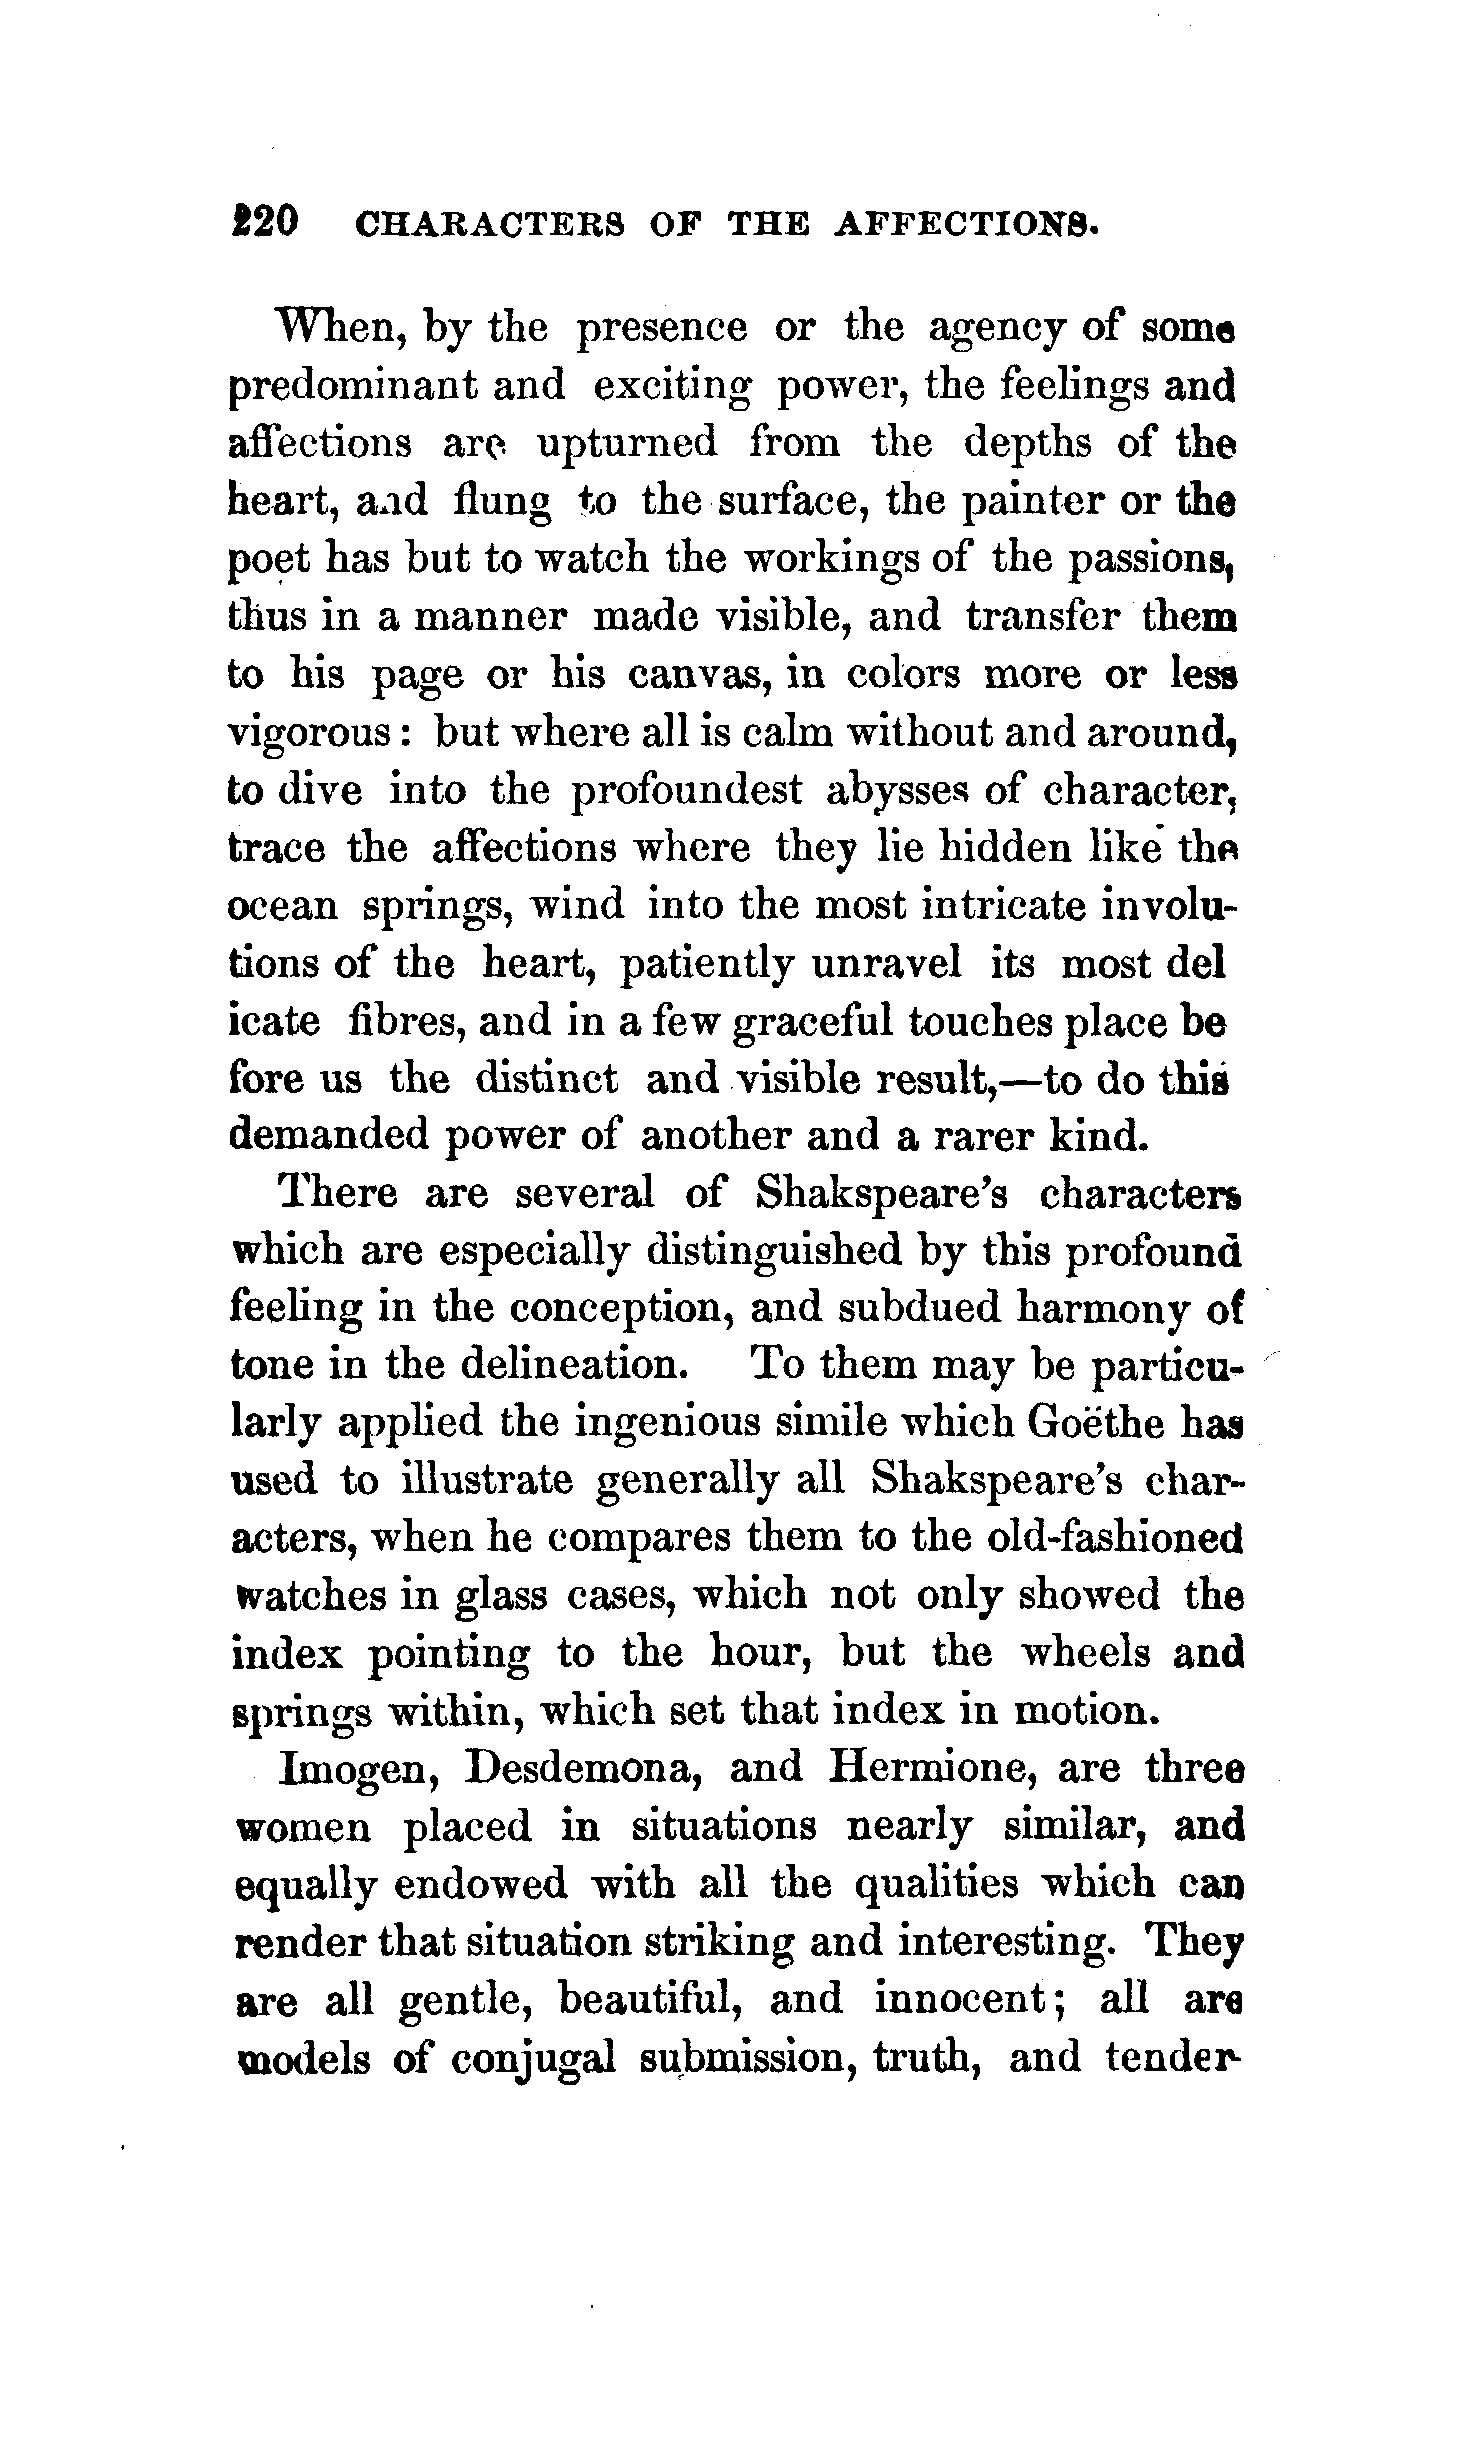 220 CHARACTERS OF THE AFFECTIONS.
When, by the presence or the agency of some
predominant and exciting power, the feelings and
affections are upturned from the depths of the
heart, and flung to the surface, the painter or the
poet has but to watch the workings of the passions,
thus in a manner made visible, and transfer them
to his page or his canvas, in colors more or less
vigorous: but where all is calm without and around,
to dive into the profoundest abysses of character,
trace the affections where they lie hidden like the
ocean springs, wind into the most intricate involu-
tions of the heart, patiently unravel its most del
icate fibres, and in a few graceful touches place be
fore us the distinct and visible result,—to do this
demanded power of another and a rarer kind.
There are several of Shakspeare's characters
which are especially distinguished by this profound
feeling in the conception, and subdued harmony of
tone in the delineation. To them may be particu-
larly applied the ingenious simile which Goëthe has
used to illustrate generally all Shakspeare's char-
acters, when he compares them to the old-fashioned
watches in glass cases, which not only showed the
index pointing to the hour, but the wheels and
springs within, which set that index in motion.
Imogen, Desdemona, and Hermione, are three
women placed in situations nearly similar, and
equally endowed with all the qualities which can
render that situation striking and interesting. They
are all gentle, beautiful, and innocent; all are
models of conjugal submission, truth, and tender-